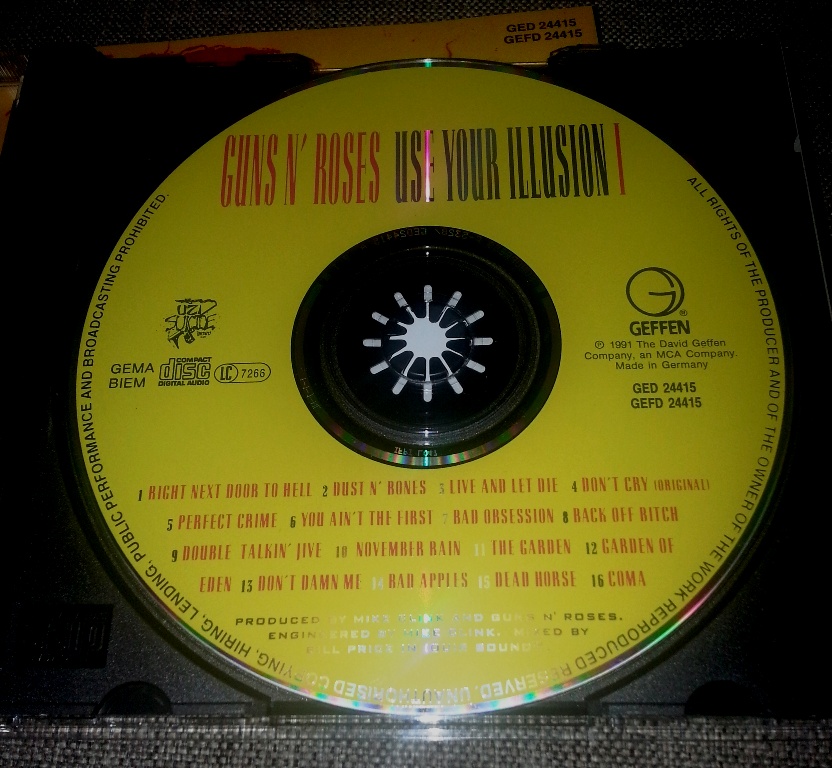 GED 24415
GEFD 24415
GUNS N' ROSES USE YOUR ILLUSION I
ALL RIGHTS OF THE PRODUCER AND OF THE OWNER OF THE WORK REPRODUCED RESERVED. UNAUTHORISED COPYING, HIRING, LENDING, PUBLIC PERFORMANCE AND BROADCASTING PROHIBITED.
UZI
SUICIDE
GEMA
BIEM
COMPACT
disc
DIGITAL AUDIO
LC 7266
GEFFEN
®
℗ 1991 The David Geffen
Company, an MCA Company.
Made in Germany
GED 24415
GEFD 24415
1 RIGHT NEXT DOOR TO HELL 2 DUST N' BONES 3 LIVE AND LET DIE 4 DON'T CRY (ORIGINAL)
5 PERFECT CRIME 6 YOU AIN'T THE FIRST 7 BAD OBSESSION 8 BACK OFF BITCH
9 DOUBLE TALKIN' JIVE 10 NOVEMBER RAIN 11 THE GARDEN 12 GARDEN OF
EDEN 13 DON'T DAMN ME 14 BAD APPLES 15 DEAD HORSE 16 COMA
PRODUCED BY MIKE CLINK AND GUNS N' ROSES.
ENGINEERED BY MIKE CLINK. MIXED BY
BILL PRICE